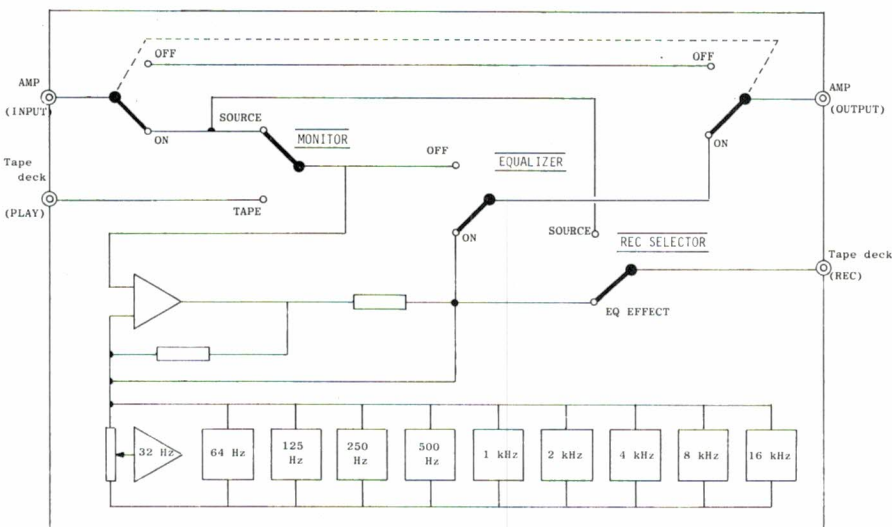 OFF
OFF
AMP
(INPUT)
AMP
(OUTPUT)
SOURCE
ON
MONITOR
OFF
EQUALIZER
ON
Tape
deck
(PLAY)
TAPE
ON
SOURCE
REC SELECTOR
Tape deck
(REC)
EQ EFFECT
32 Hz
64 Hz
125
Hz
250
Hz
500
Hz
1 kHz
2 kHz
4 kHz
8 kHz
16 kHz